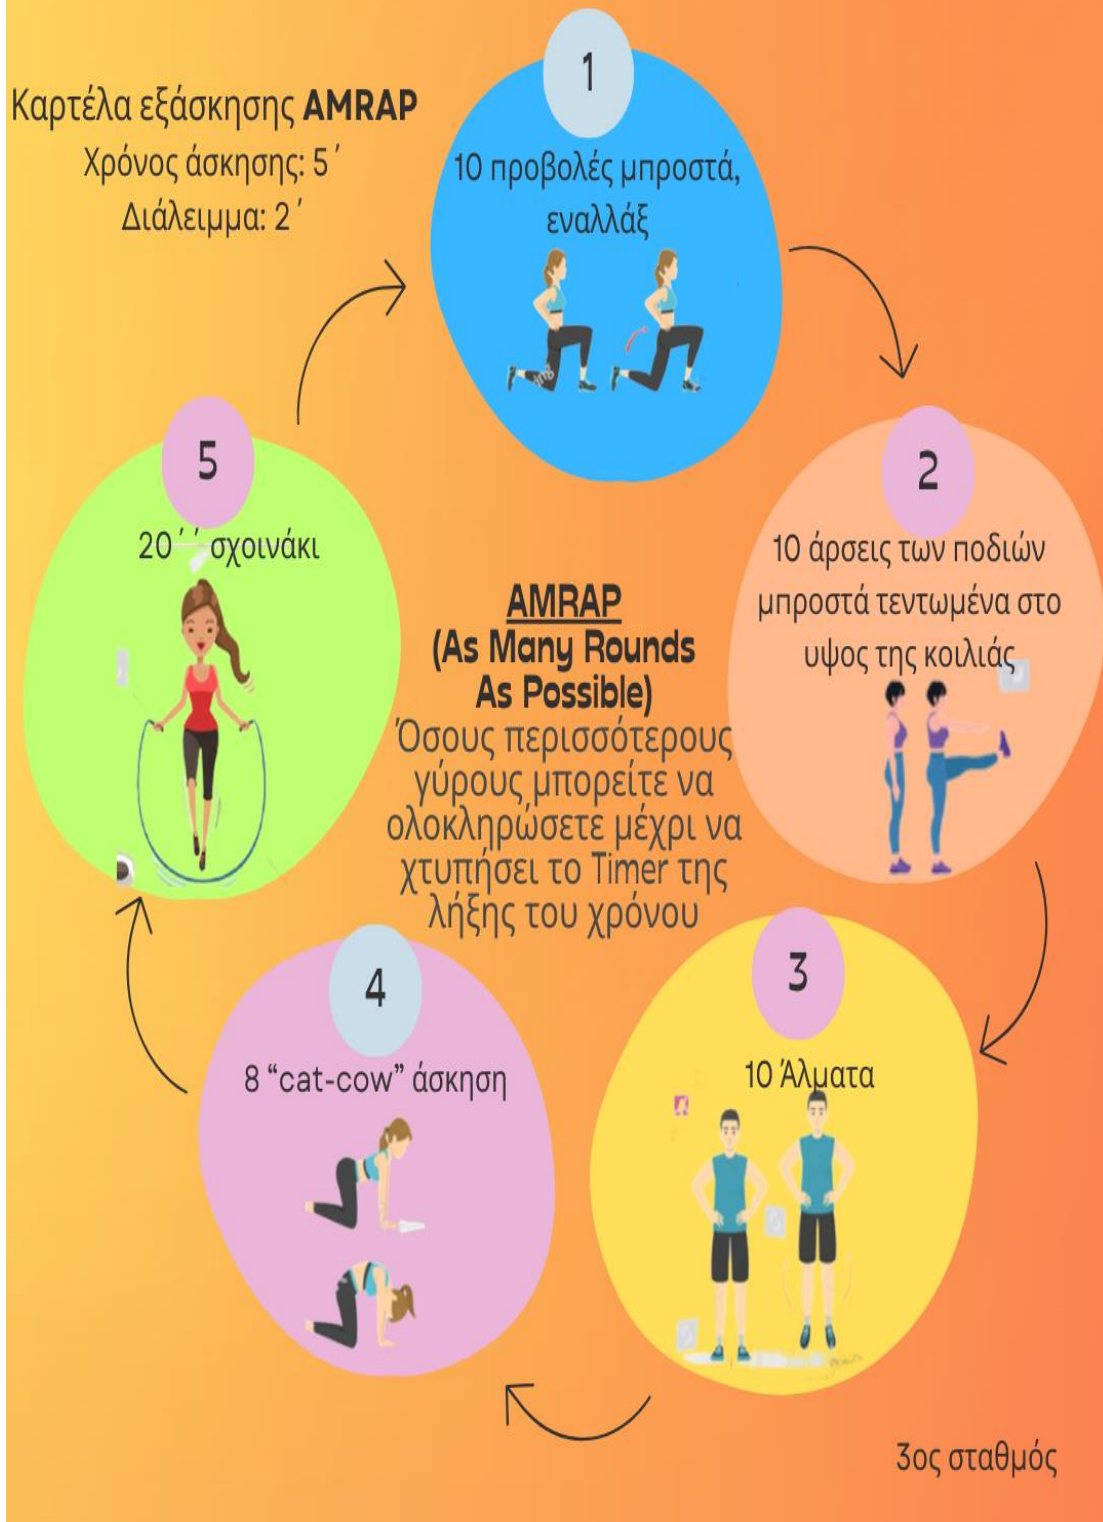 Καρτέλα εξάσκησης AMRAP
Χρόνος άσκησης: 5΄
Διάλειμμα: 2΄
1
10 προβολές μπροστά,
εναλλάξ
2
10 άρσεις των ποδιών
μπροστά τεντωμένα στο
υψος της κοιλιάς
3
10 Άλματα
4
8 “cat-cow” άσκηση
5
20΄΄ σχοινάκι
AMRAP
(As Many Rounds
As Possible)
Όσους περισσότερους
γύρους μπορείτε να
ολοκληρώσετε μέχρι να
χτυπήσει το Timer της
λήξης του χρόνου
3ος σταθμός